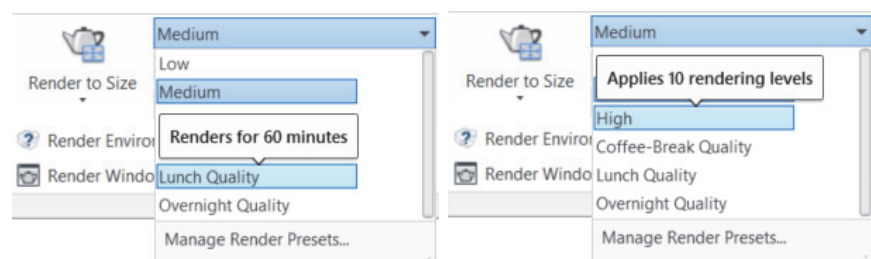 Medium
Low
Render to Size
Medium
Renders for 60 minutes
Render Enviro
Render Windo
Lunch Quality
Overnight Quality
Manage Render Presets...
Medium
Render to Size
Applies 10 rendering levels
High
Render Enviro
Coffee-Break Quality
Render Windo
Lunch Quality
Overnight Quality
Manage Render Presets...